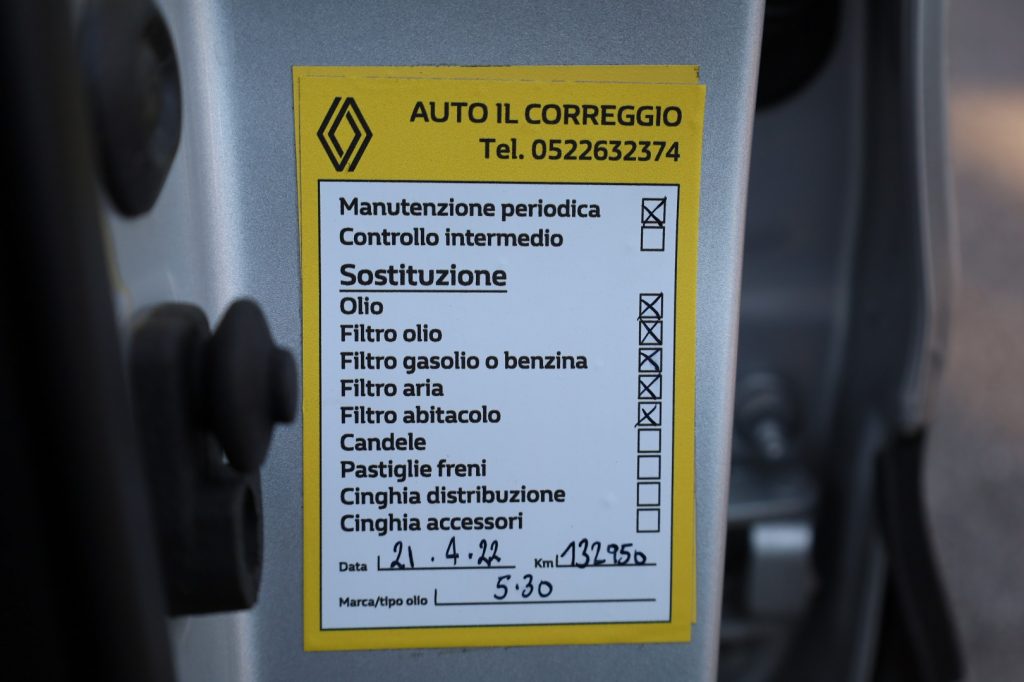 AUTO IL CORREGGIO
Tel. 0522632374
Manutenzione periodica
Controllo intermedio
Sostituzione
Olio
Filtro olio
Filtro gasolio o benzina
Filtro aria
Filtro abitacolo
Candele
Pastiglie freni
Cinghia distribuzione
Cinghia accessori
Data 21.4.22 Km 132950
Marca/tipo olio 5.30